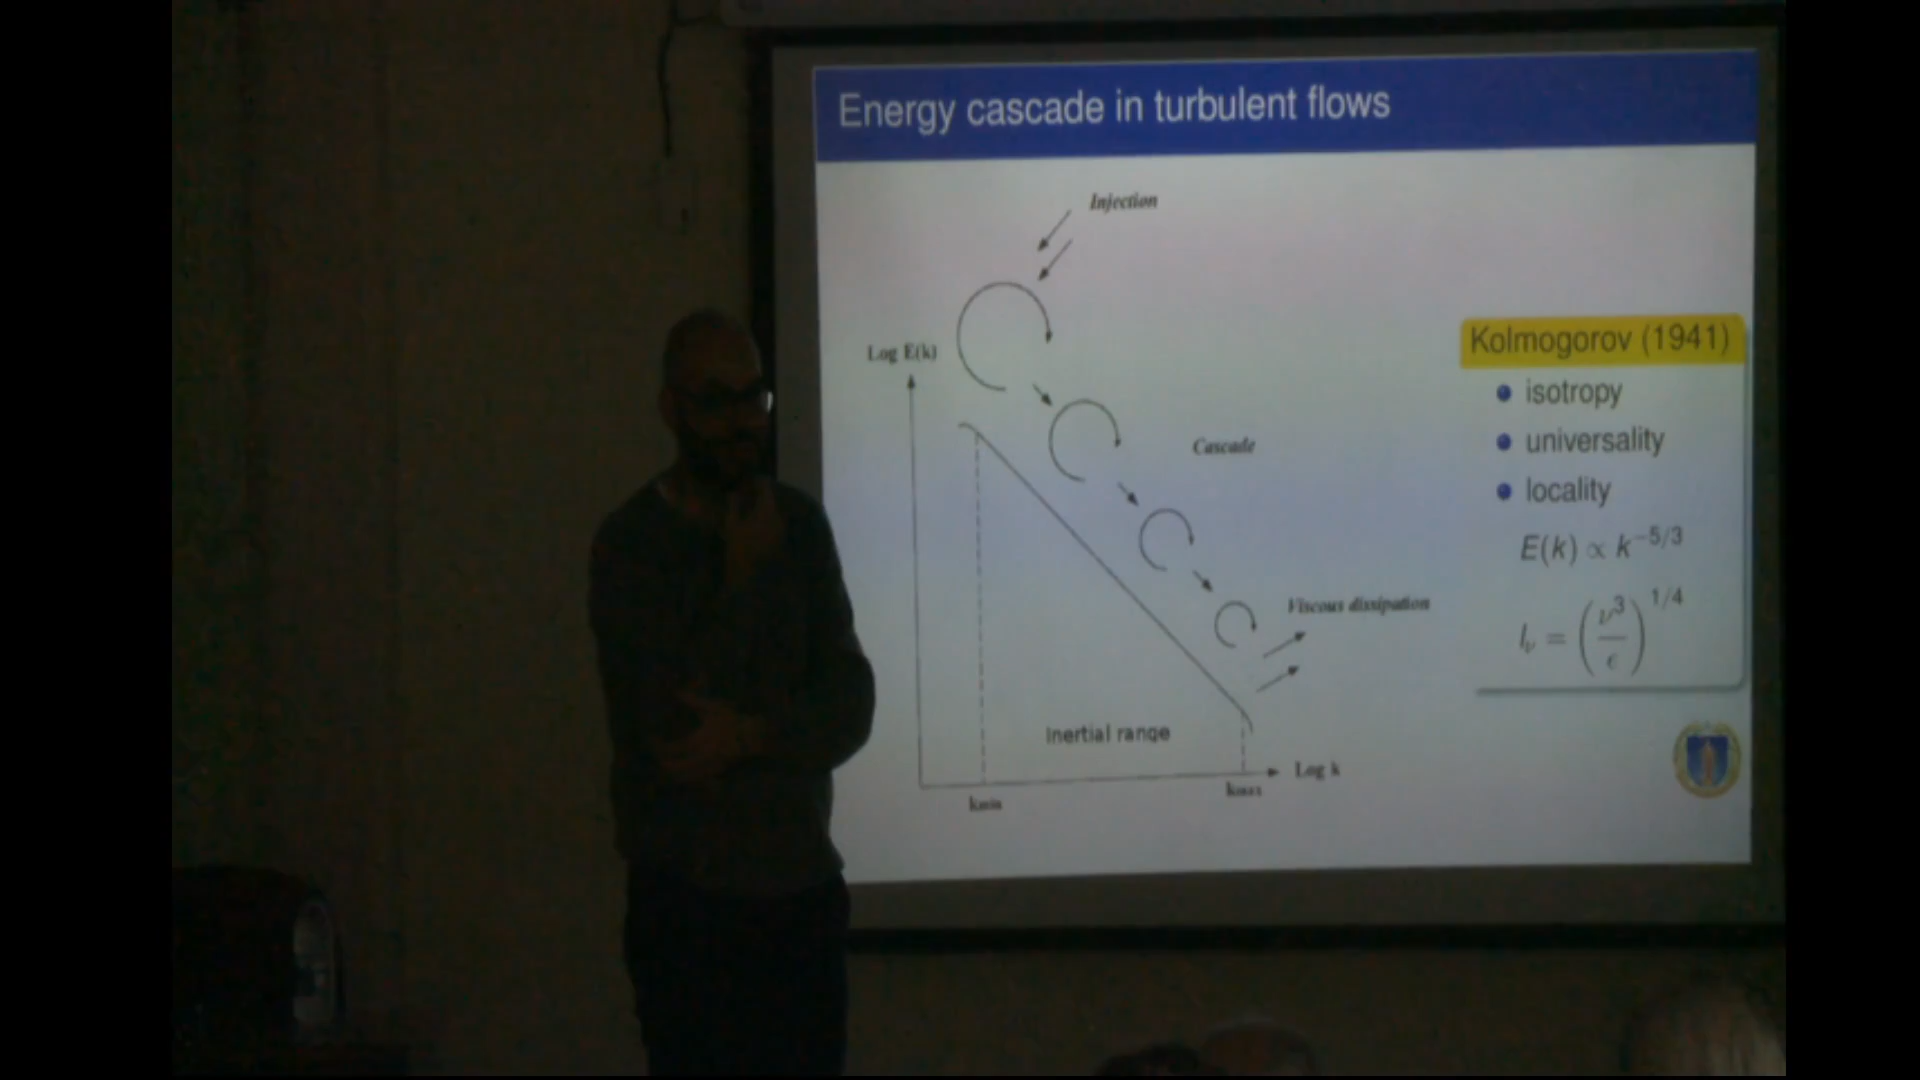 Energy cascade in turbulent flows
Injection
Log E(k)
Cascade
Viscous dissipation
Inertial range
Log k
kmin
kmax
Kolmogorov (1941)
isotropy
universality
locality
E(k) ∝ k^{-5/3}
l_ν = (ν^3/ϵ)^{1/4}